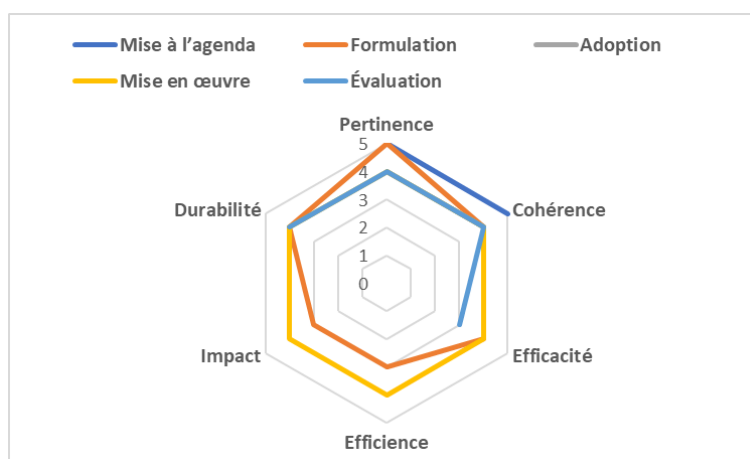 Mise à l’agenda Formulation Adoption
Mise en œuvre Évaluation
Pertinence
5
4
Durabilité Cohérence
3
2
1
0
Impact Efficacité
Efficience